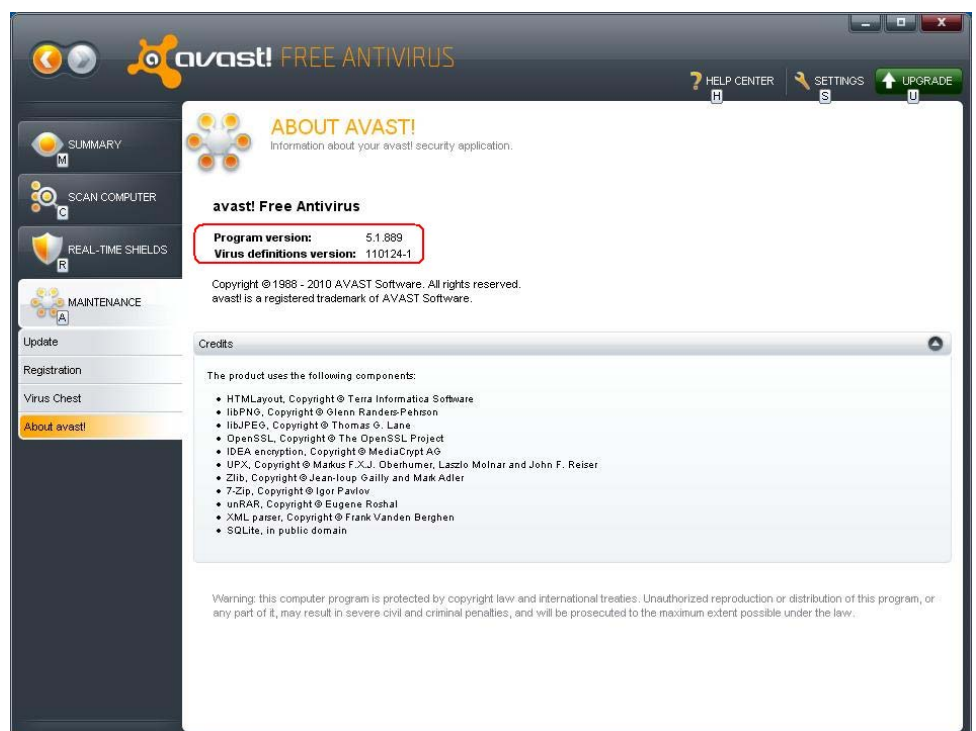 avast! FREE ANTIVIRUS
? HELP CENTER
H
SETTINGS
S
UPGRADE
U
SUMMARY
M
SCAN COMPUTER
C
REAL-TIME SHIELDS
R
MAINTENANCE
A
Update
Registration
Virus Chest
About avast!
ABOUT AVAST!
Information about your avast! security application.
avast! Free Antivirus
Program version: 5.1.889
Virus definitions version: 110124-1
Copyright © 1988 - 2010 AVAST Software. All rights reserved.
avast! is a registered trademark of AVAST Software.
Credits
The product uses the following components:
• HTMLayout, Copyright © Terra Informatica Software
• libPNG, Copyright © Glenn Randers-Pehrson
• libJPEG, Copyright © Thomas G. Lane
• OpenSSL, Copyright © The OpenSSL Project
• IDEA encryption, Copyright © MediaCrypt AG
• UPX, Copyright © Markus F.X.J. Oberhumer, Laszlo Molnar and John F. Reiser
• Zlib, Copyright © Jean-loup Gailly and Mark Adler
• 7-Zip, Copyright © Igor Pavlov
• unRAR, Copyright © Eugene Roshal
• XML parser, Copyright © Frank Vanden Berghen
• SQLite, in public domain
Warning: this computer program is protected by copyright law and international treaties. Unauthorized reproduction or distribution of this program, or
any part of it, may result in severe civil and criminal penalties, and will be prosecuted to the maximum extent possible under the law.